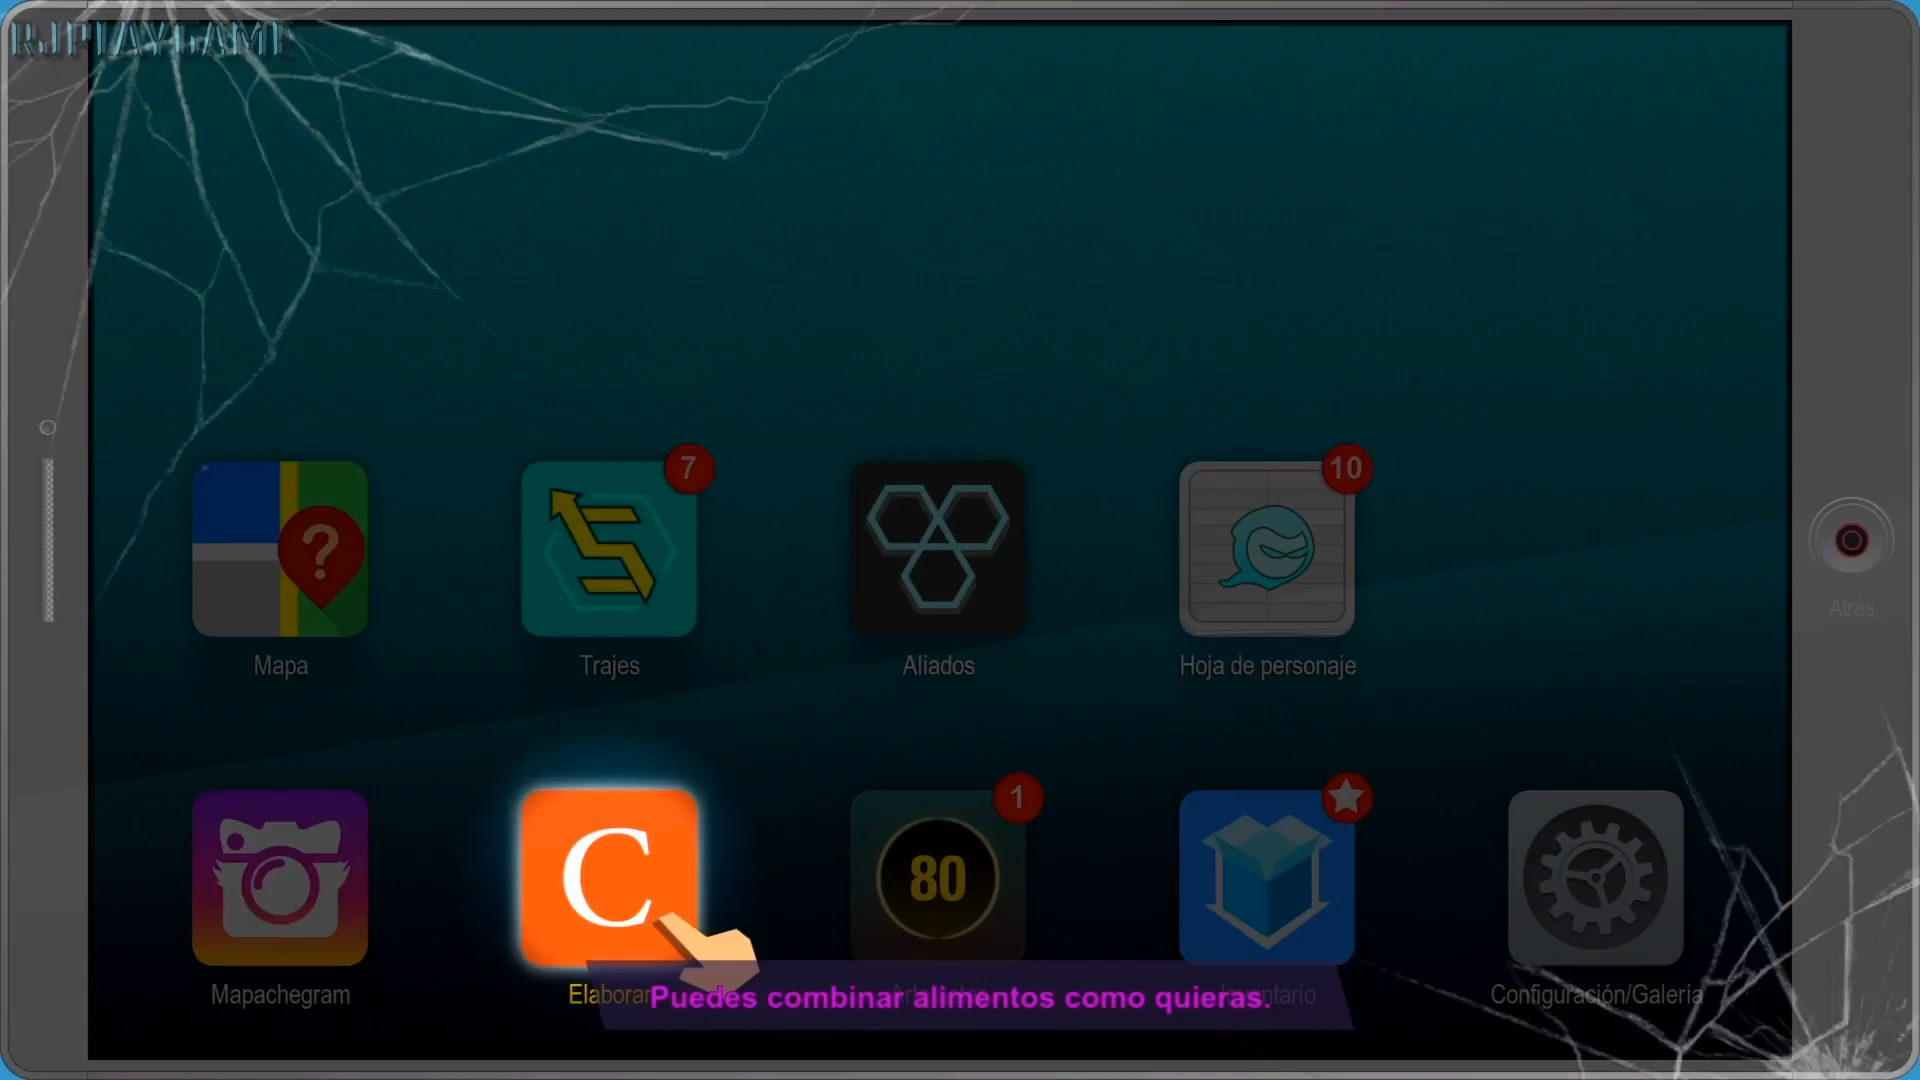 RJPLAYGAME
7
10
?
Mapa
Trajes
Aliados
Hoja de personaje
Atrás
1
C
80
Mapachegram
Elaborar
Puedes combinar alimentos como quieras.
Configuración/Galería